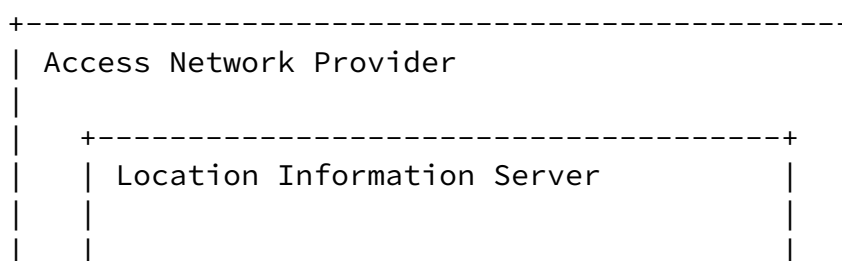 +---------------------------------------------
| Access Network Provider
|
|   +--------------------------------------+
|   | Location Information Server          |
|   |                                      |
|   |                                      |